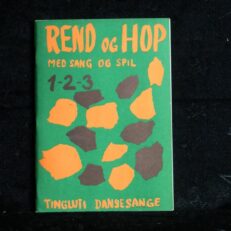 REND OG HOP
MED SANG OG SPIL
1-2-3
TINGLUTI DANSESANGE